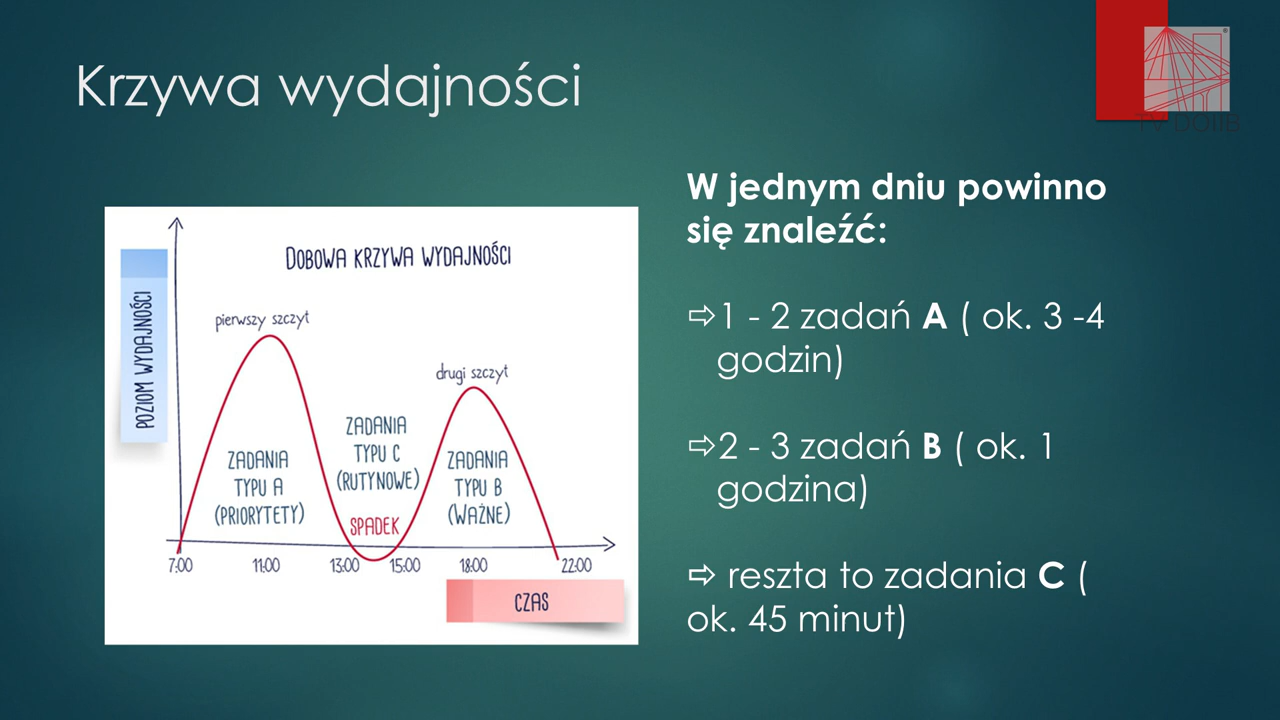 Krzywa wydajności
TV DOIIB
W jednym dniu powinno
się znaleźć:
⇨1 - 2 zadań A ( ok. 3 -4
godzin)
⇨2 - 3 zadań B ( ok. 1
godzina)
⇨ reszta to zadania C (
ok. 45 minut)
DOBOWA KRZYWA WYDAJNOŚCI
POZIOM WYDAJNOŚCI
pierwszy szczyt
drugi szczyt
ZADANIA
TYPU A
(PRIORYTETY)
ZADANIA
TYPU C
(RUTYNOWE)
SPADEK
ZADANIA
TYPU B
(WAŻNE)
7:00 11:00 13:00 15:00 18:00 22:00
CZAS